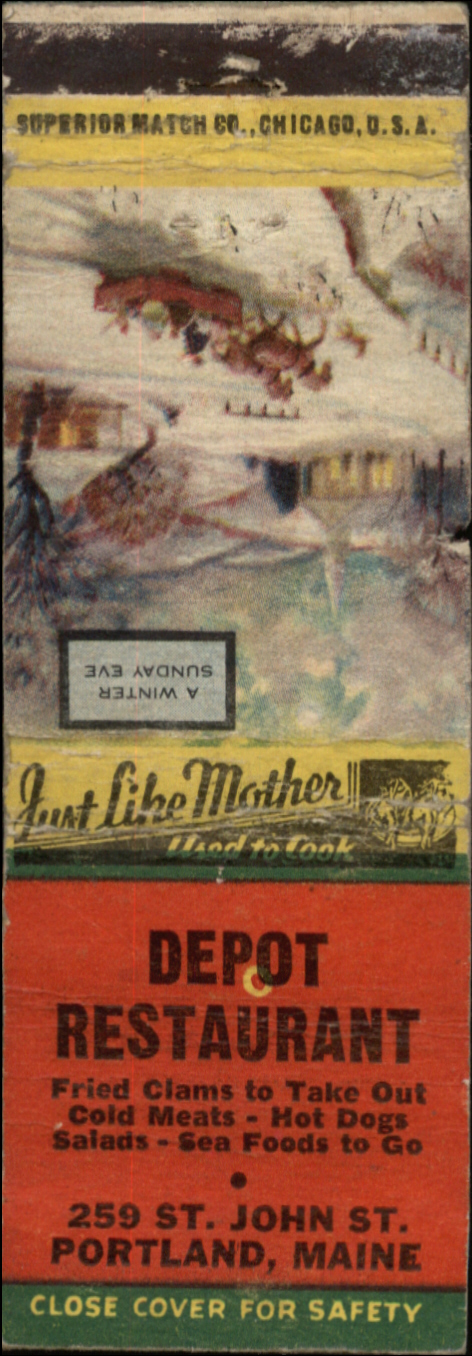 SUPERIOR MATCH CO., CHICAGO, U.S.A.
A WINTER
SUNDAY EVE
Just Like Mother
Used to Cook
DEPOT
RESTAURANT
Fried Clams to Take Out
Cold Meats - Hot Dogs
Salads - Sea Foods to Go
•
259 ST. JOHN ST.
PORTLAND, MAINE
CLOSE COVER FOR SAFETY